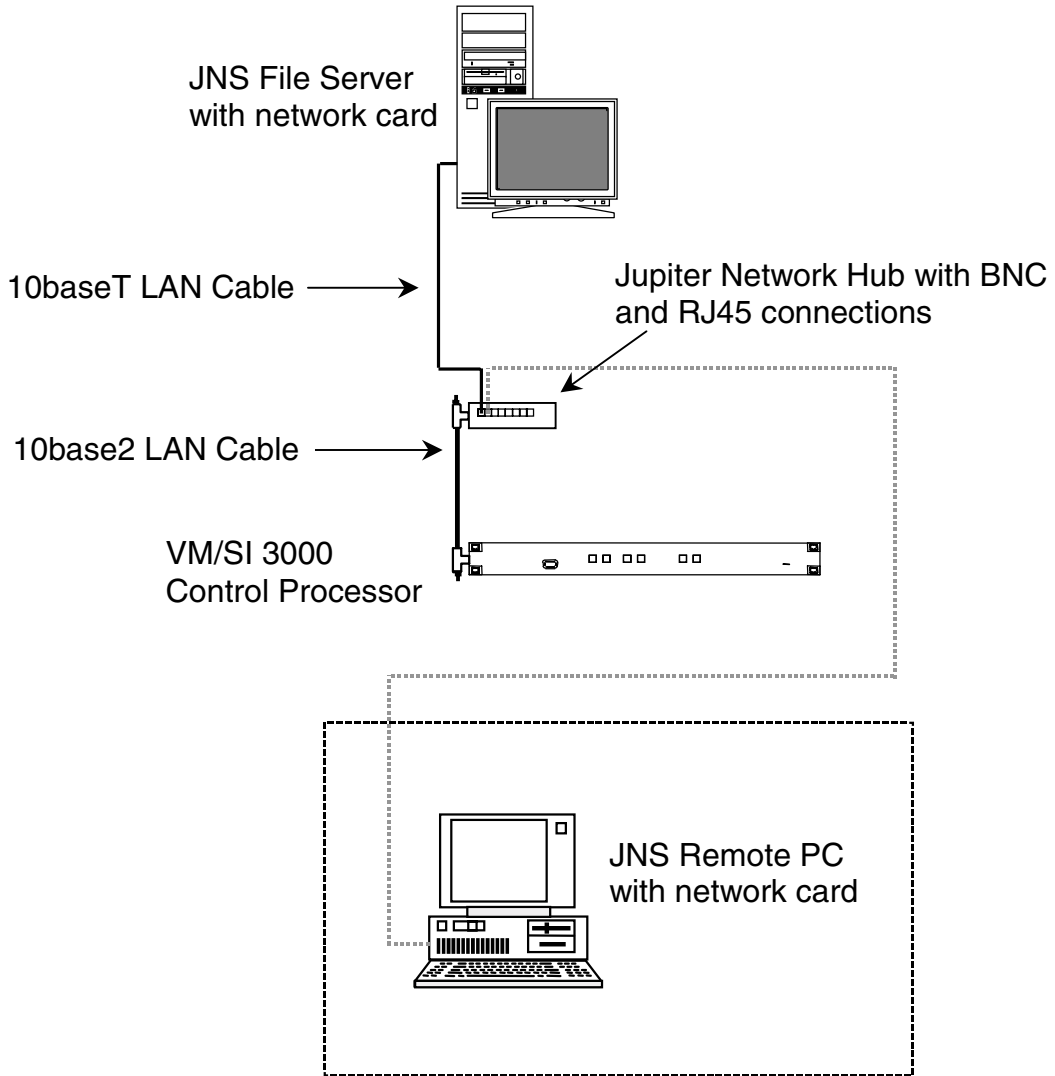 JNS File Server
with network card
10baseT LAN Cable
Jupiter Network Hub with BNC
and RJ45 connections
10base2 LAN Cable
VM/SI 3000
Control Processor
JNS Remote PC
with network card